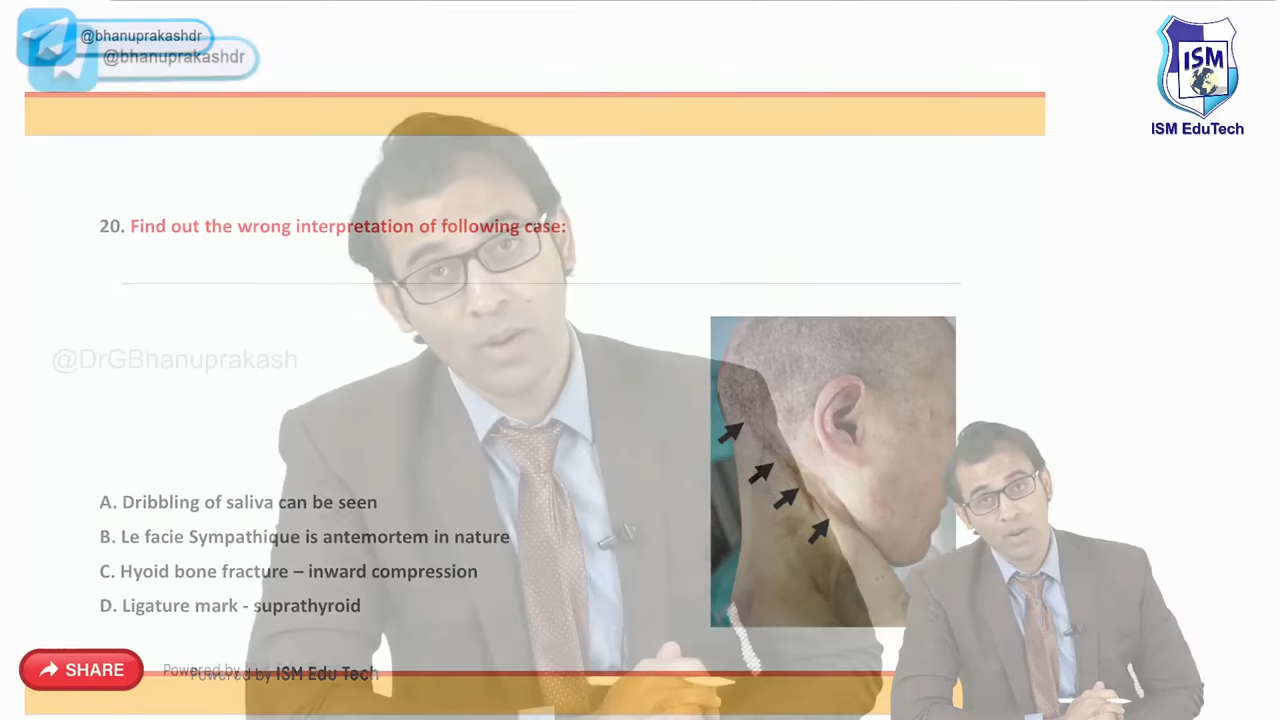 @bhanuprakashdr
@bhanuprakashdr
ISM
ISM EduTech
20. Find out the wrong interpretation of following case:
@DrGBhanuprakash
A. Dribbling of saliva can be seen
B. Le facie Sympathique is antemortem in nature
C. Hyoid bone fracture – inward compression
D. Ligature mark - suprathyroid
SHARE
Powered by
Powered by ISM Edu Tech